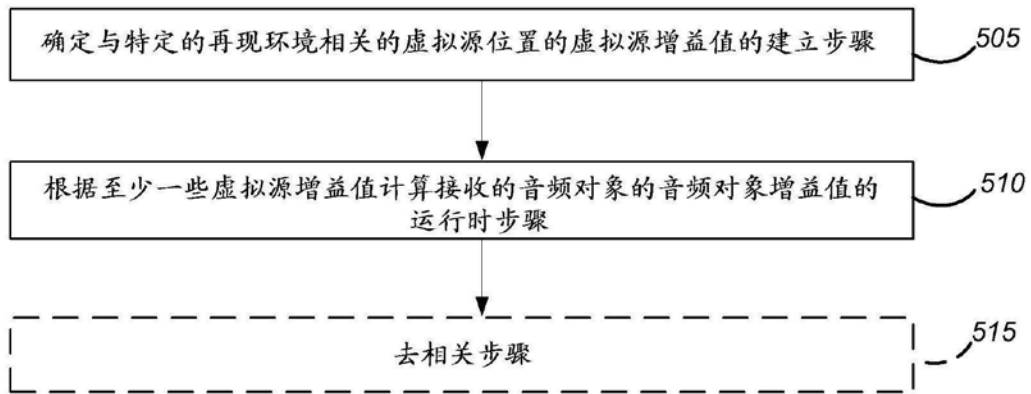 确定与特定的再现环境相关的虚拟源位置的虚拟源增益值的建立步骤
505
根据至少一些虚拟源增益值计算接收的音频对象的音频对象增益值的
运行时步骤
510
去相关步骤
515